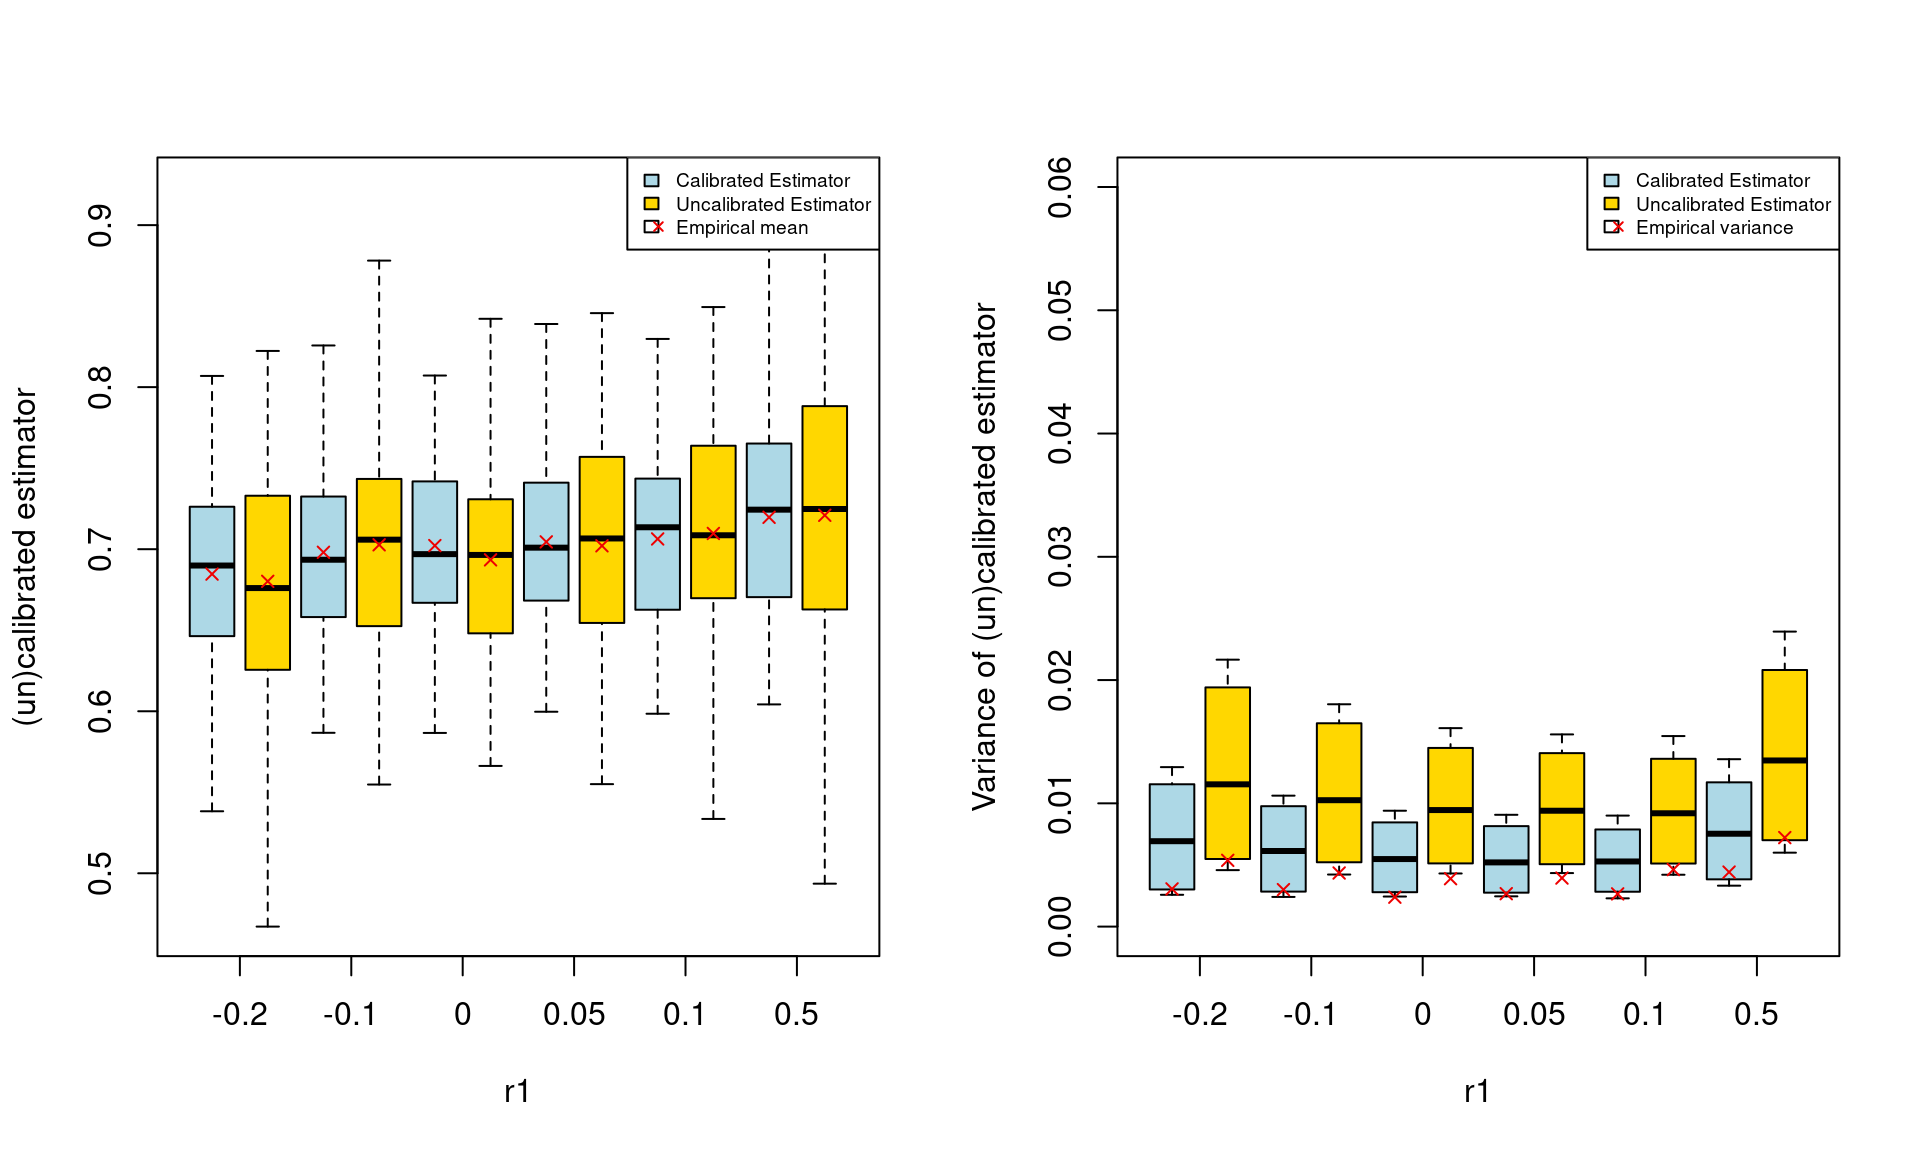 (un)calibrated estimator
0.9
0.8
0.7
0.6
0.5
Calibrated Estimator
Uncalibrated Estimator
Empirical mean
-0.2 -0.1 0 0.05 0.1 0.5
r1
Variance of (un)calibrated estimator
0.06
0.05
0.04
0.03
0.02
0.01
0.00
Calibrated Estimator
Uncalibrated Estimator
Empirical variance
-0.2 -0.1 0 0.05 0.1 0.5
r1